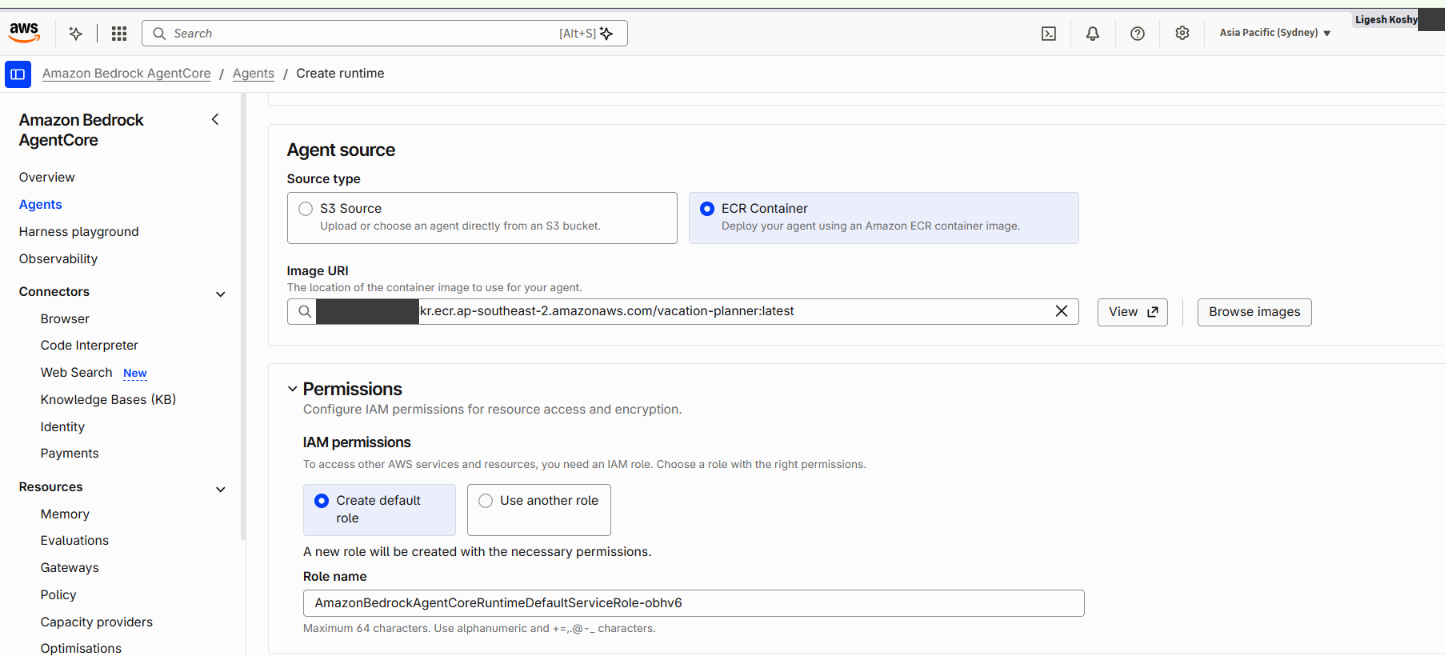 aws
Search
[Alt+S]
Asia Pacific (Sydney)
Ligesh Koshy
Amazon Bedrock AgentCore / Agents / Create runtime
Amazon Bedrock
AgentCore
Overview
Agents
Harness playground
Observability
Connectors
Browser
Code Interpreter
Web Search New
Knowledge Bases (KB)
Identity
Payments
Resources
Memory
Evaluations
Gateways
Policy
Capacity providers
Optimisations
Agent source
Source type
S3 Source
Upload or choose an agent directly from an S3 bucket.
ECR Container
Deploy your agent using an Amazon ECR container image.
Image URI
The location of the container image to use for your agent.
kr.ecr.ap-southeast-2.amazonaws.com/vacation-planner:latest
View
Browse images
Permissions
Configure IAM permissions for resource access and encryption.
IAM permissions
To access other AWS services and resources, you need an IAM role. Choose a role with the right permissions.
Create default
role
Use another role
A new role will be created with the necessary permissions.
Role name
AmazonBedrockAgentCoreRuntimeDefaultServiceRole-obhv6
Maximum 64 characters. Use alphanumeric and +=,.@-_ characters.